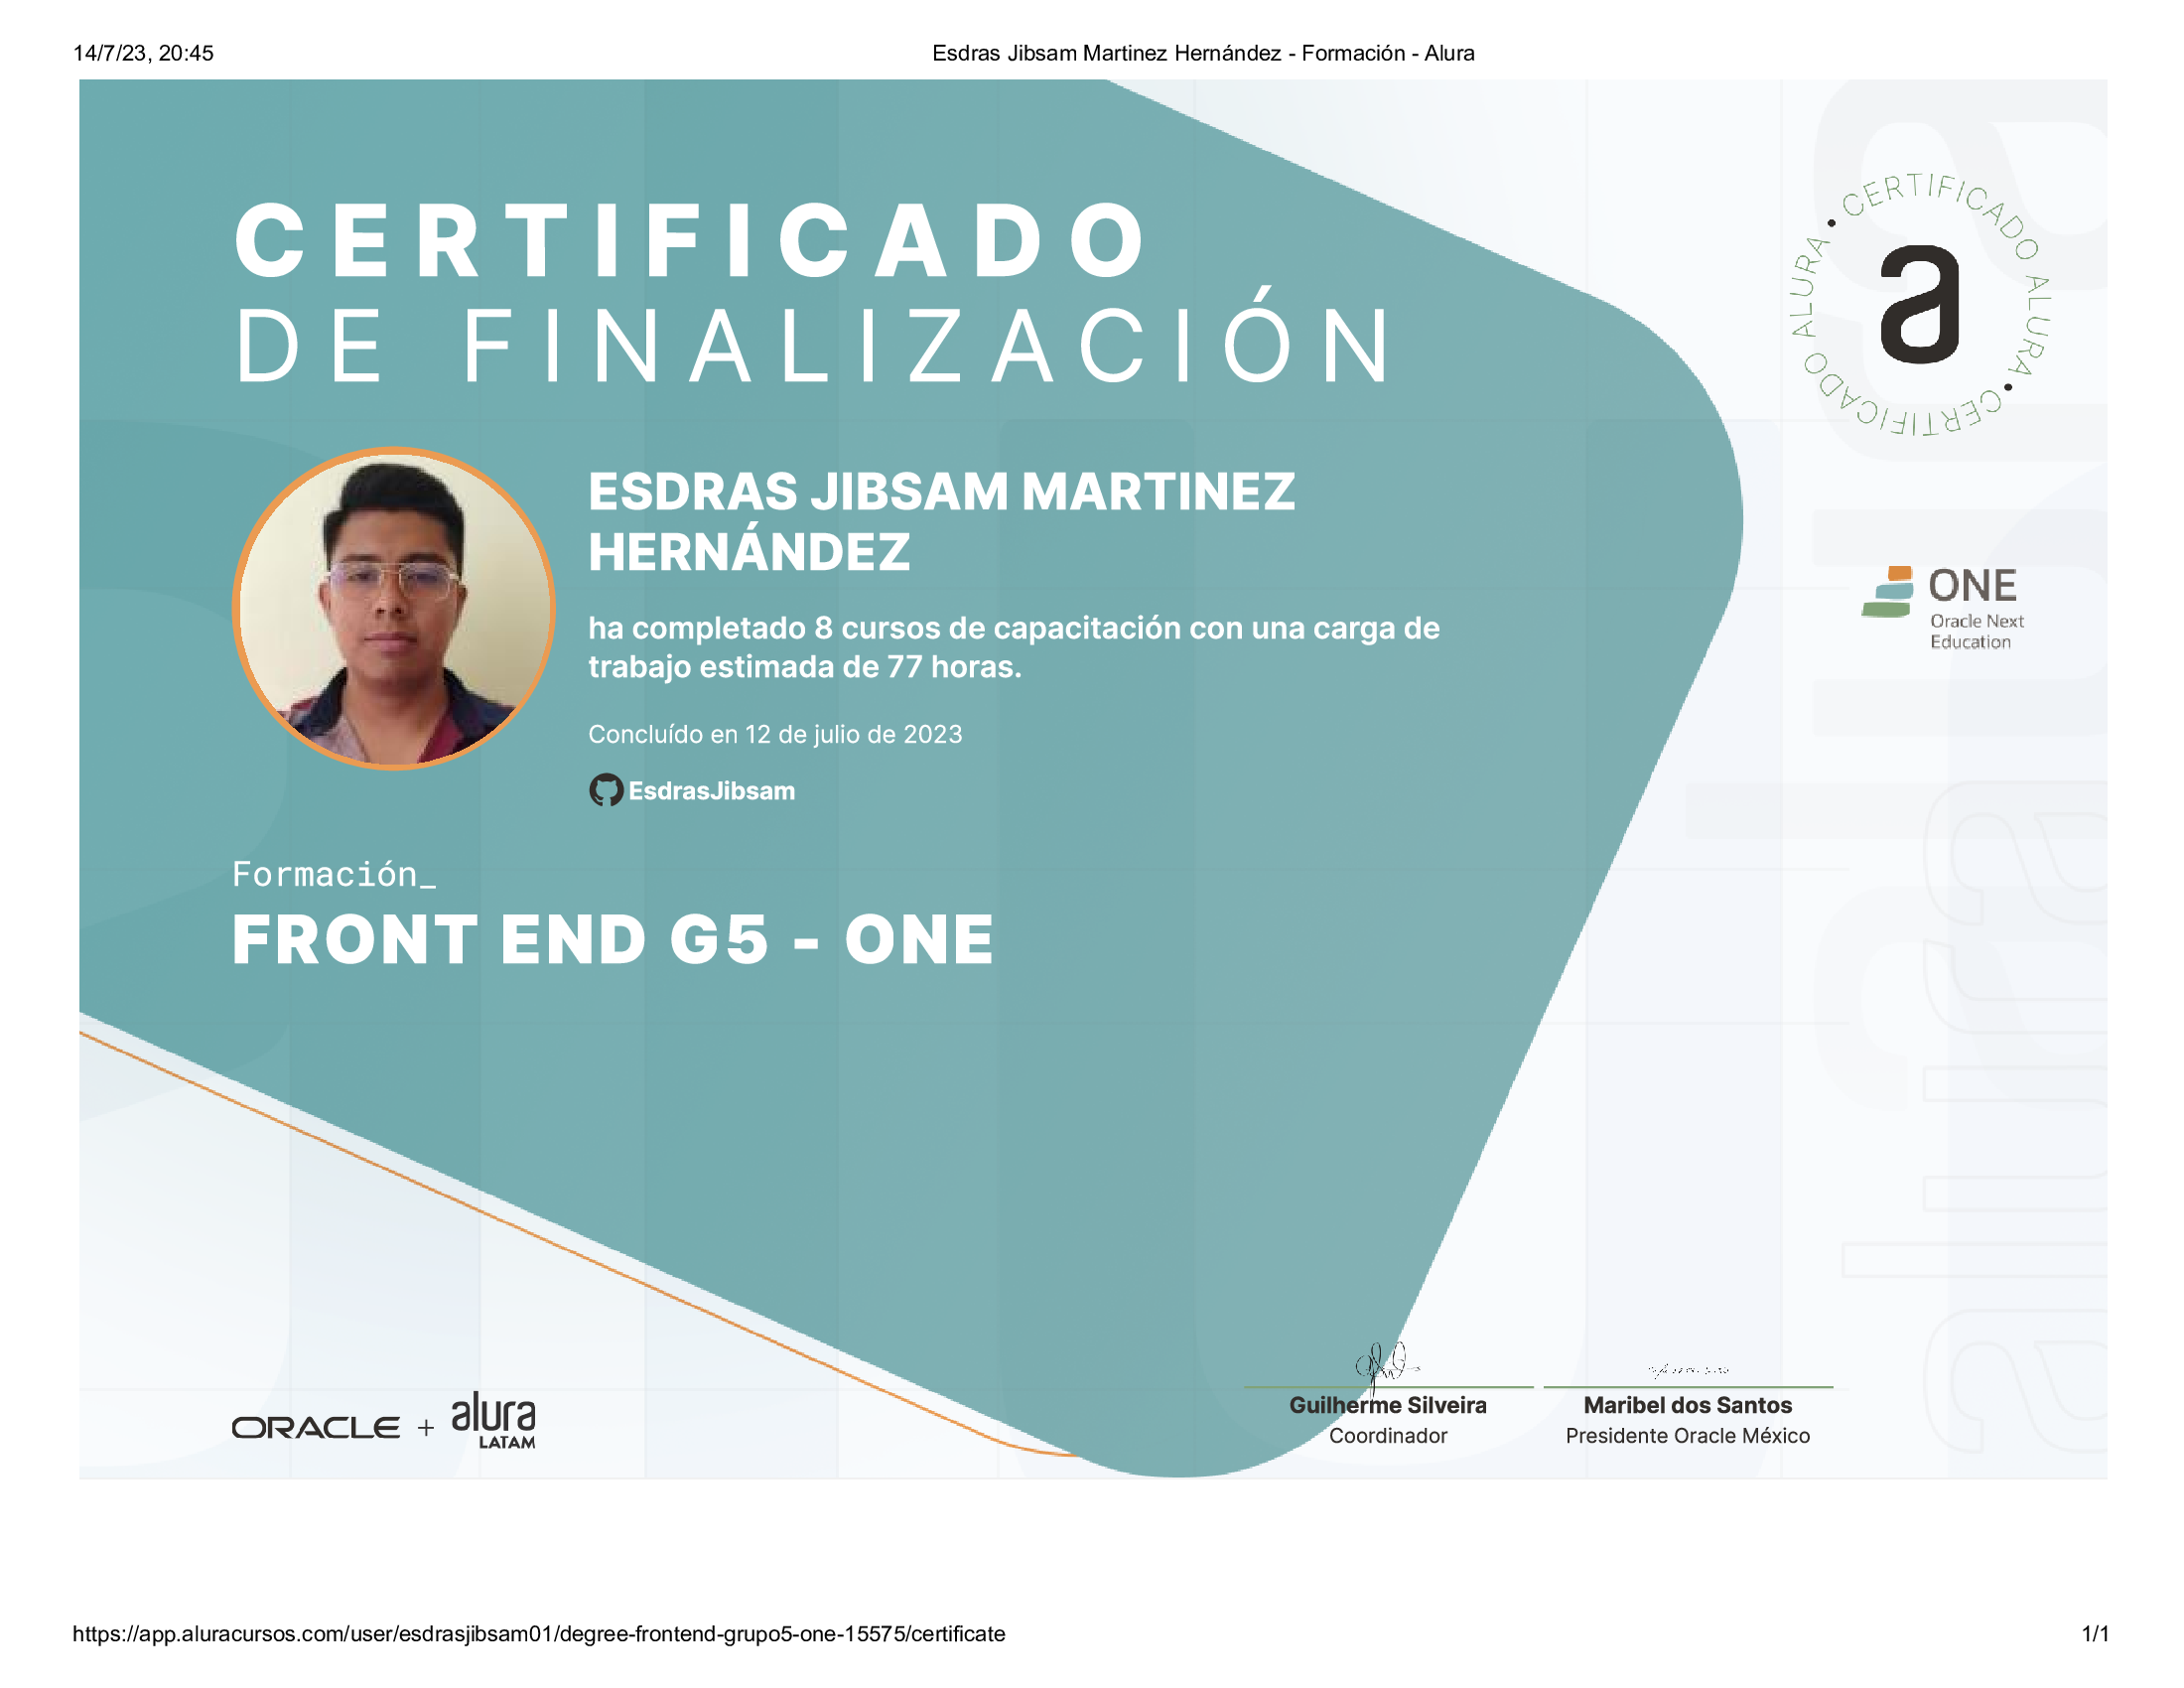 14/7/23, 20:45
Esdras Jibsam Martinez Hernández - Formación - Alura
CERTIFICADO
DE FINALIZACIÓN
CERTIFICADO ALURA • CERTIFICADO ALURA •
a
ESDRAS JIBSAM MARTINEZ
HERNÁNDEZ
ha completado 8 cursos de capacitación con una carga de
trabajo estimada de 77 horas.
Concluído en 12 de julio de 2023
EsdrasJibsam
ONE
Oracle Next
Education
Formación_
FRONT END G5 - ONE
alura
ORACLE + alura
LATAM
Guilherme Silveira
Coordinador
Maribel dos Santos
Presidente Oracle México
https://app.aluracursos.com/user/esdrasjibsam01/degree-frontend-grupo5-one-15575/certificate
1/1